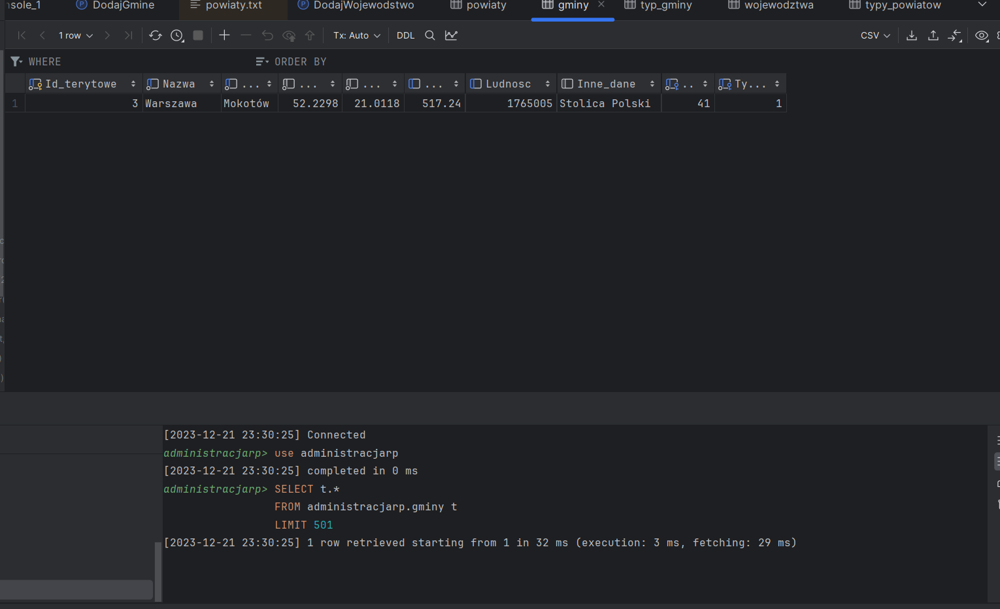 DodajGmine powiaty.txt DodajWojewodstwo powiaty gminy typ_gminy wojewodztwa typy_powiatow
1 row Tx: Auto DDL CSV
WHERE ORDER BY
Id_terytowe Nazwa ... ... ... ... Ludnosc Inne_dane .. Ty...
1 3 Warszawa Mokotów 52.2298 21.0118 517.24 1765005 Stolica Polski 41 1
[2023-12-21 23:30:25] Connected
administracjarp> use administracjarp
[2023-12-21 23:30:25] completed in 0 ms
administracjarp> SELECT t.*
FROM administracjarp.gminy t
LIMIT 501
[2023-12-21 23:30:25] 1 row retrieved starting from 1 in 32 ms (execution: 3 ms, fetching: 29 ms)